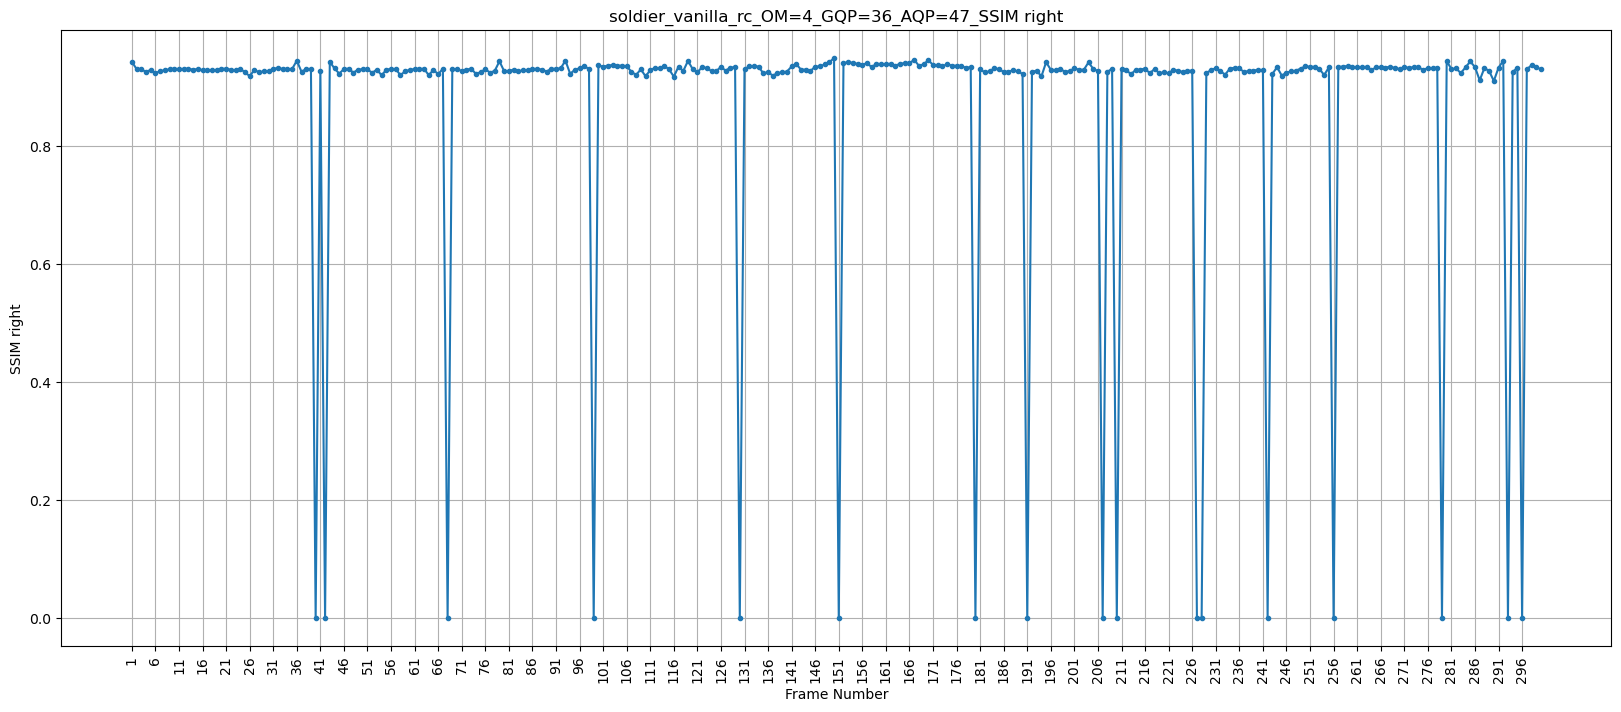 soldier_vanilla_rc_OM=4_GQP=36_AQP=47_SSIM right
SSIM right
0.8
0.6
0.4
0.2
0.0
1 6 11 16 21 26 31 36 41 46 51 56 61 66 71 76 81 86 91 96 101 106 111 116 121 126 131 136 141 146 151 156 161 166 171 176 181 186 191 196 201 206 211 216 221 226 231 236 241 246 251 256 261 266 271 276 281 286 291 296
Frame Number